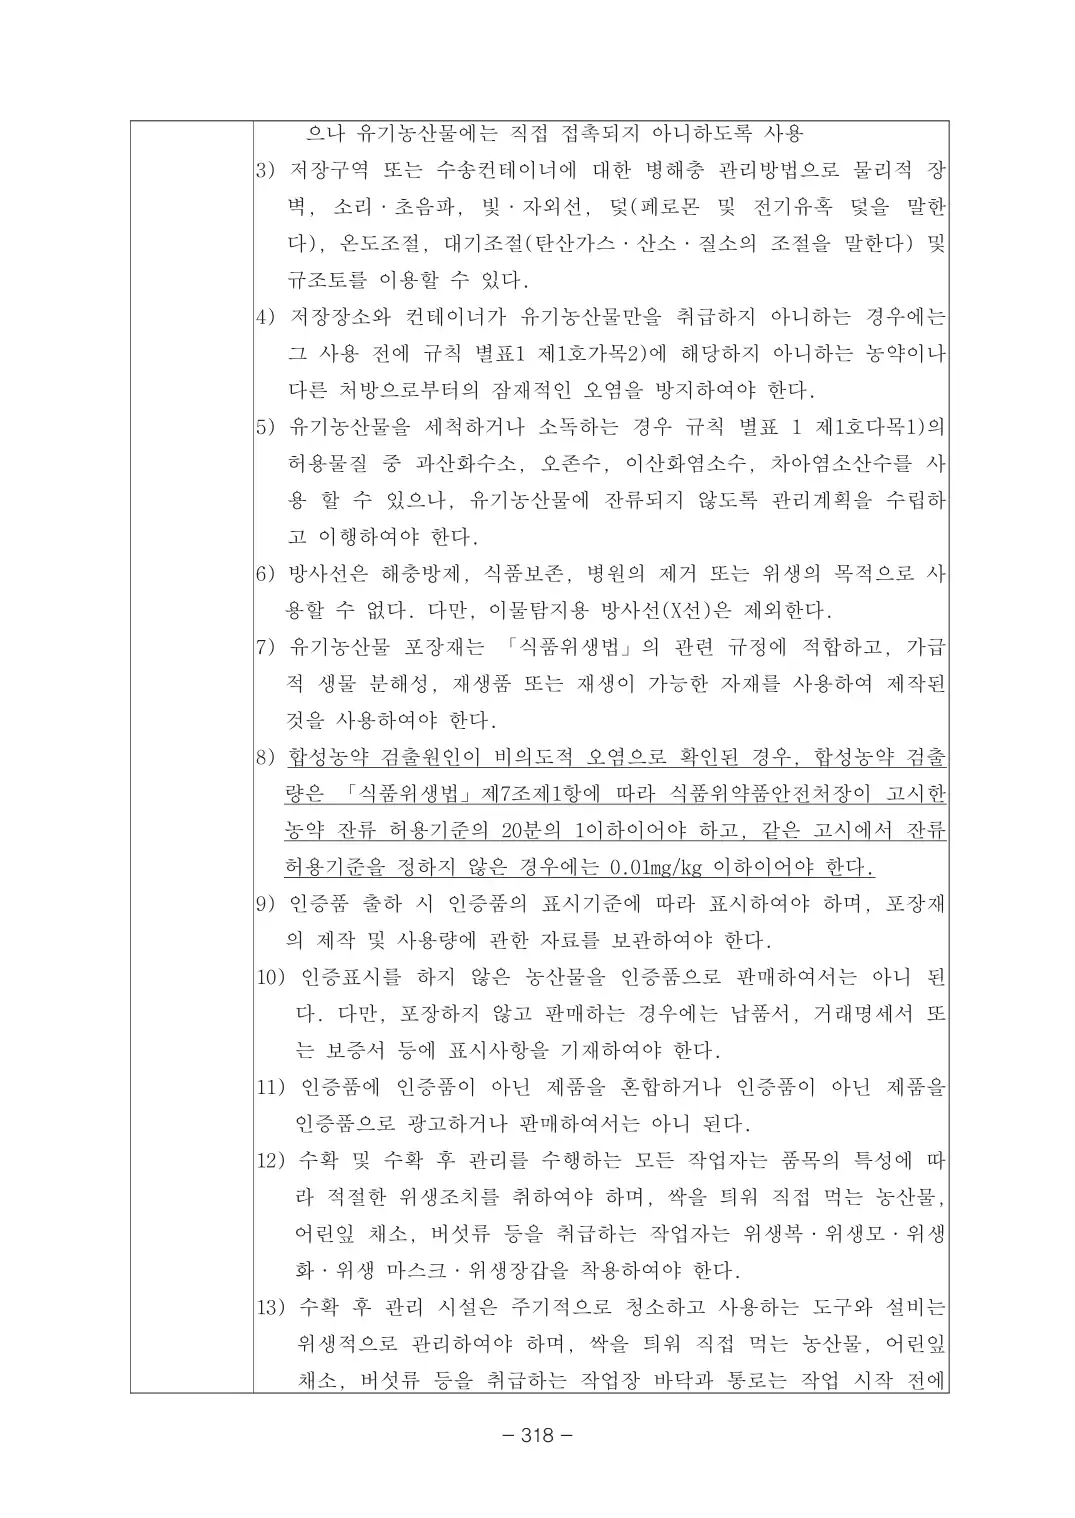 으나 유기농산물에는 직접 접촉되지 아니하도록 사용
3) 저장구역 또는 수송컨테이너에 대한 병해충 관리방법으로 물리적 장
벽, 소리·초음파, 빛·자외선, 덫(페로몬 및 전기유혹 덫을 말한
다), 온도조절, 대기조절(탄산가스·산소·질소의 조절을 말한다) 및
규조토를 이용할 수 있다.
4) 저장장소와 컨테이너가 유기농산물만을 취급하지 아니하는 경우에는
그 사용 전에 규칙 별표1 제1호가목2)에 해당하지 아니하는 농약이나
다른 처방으로부터의 잠재적인 오염을 방지하여야 한다.
5) 유기농산물을 세척하거나 소독하는 경우 규칙 별표 1 제1호다목1)의
허용물질 중 과산화수소, 오존수, 이산화염소수, 차아염소산수를 사
용 할 수 있으나, 유기농산물에 잔류되지 않도록 관리계획을 수립하
고 이행하여야 한다.
6) 방사선은 해충방제, 식품보존, 병원의 제거 또는 위생의 목적으로 사
용할 수 없다. 다만, 이물탐지용 방사선(X선)은 제외한다.
7) 유기농산물 포장재는 「식품위생법」의 관련 규정에 적합하고, 가급
적 생물 분해성, 재생품 또는 재생이 가능한 자재를 사용하여 제작된
것을 사용하여야 한다.
8) 합성농약 검출원인이 비의도적 오염으로 확인된 경우, 합성농약 검출
량은 「식품위생법」제7조제1항에 따라 식품위약품안전처장이 고시한
농약 잔류 허용기준의 20분의 1이하이어야 하고, 같은 고시에서 잔류
허용기준을 정하지 않은 경우에는 0.01mg/kg 이하이어야 한다.
9) 인증품 출하 시 인증품의 표시기준에 따라 표시하여야 하며, 포장재
의 제작 및 사용량에 관한 자료를 보관하여야 한다.
10) 인증표시를 하지 않은 농산물을 인증품으로 판매하여서는 아니 된
다. 다만, 포장하지 않고 판매하는 경우에는 납품서, 거래명세서 또
는 보증서 등에 표시사항을 기재하여야 한다.
11) 인증품에 인증품이 아닌 제품을 혼합하거나 인증품이 아닌 제품을
인증품으로 광고하거나 판매하여서는 아니 된다.
12) 수확 및 수확 후 관리를 수행하는 모든 작업자는 품목의 특성에 따
라 적절한 위생조치를 취하여야 하며, 싹을 틔워 직접 먹는 농산물,
어린잎 채소, 버섯류 등을 취급하는 작업자는 위생복·위생모·위생
화·위생 마스크·위생장갑을 착용하여야 한다.
13) 수확 후 관리 시설은 주기적으로 청소하고 사용하는 도구와 설비는
위생적으로 관리하여야 하며, 싹을 틔워 직접 먹는 농산물, 어린잎
채소, 버섯류 등을 취급하는 작업장 바닥과 통로는 작업 시작 전에
- 318 -